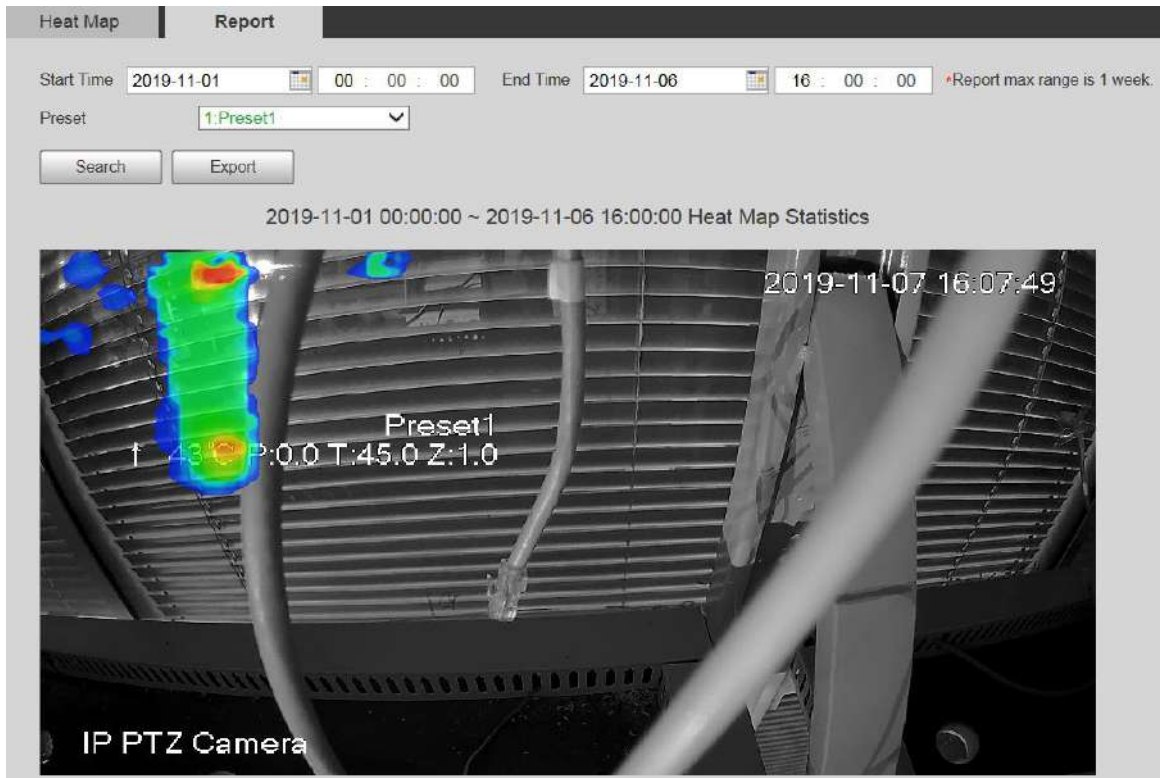 Heat Map Report
Start Time 2019-11-01 00 : 00 : 00 End Time 2019-11-06 16 : 00 : 00 *Report max range is 1 week.
Preset 1:Preset1
Search Export
2019-11-01 00:00:00 ~ 2019-11-06 16:00:00 Heat Map Statistics
2019-11-07 16:07:49
Preset1
↑ 43°C P:0.0 T:45.0 Z:1.0
IP PTZ Camera